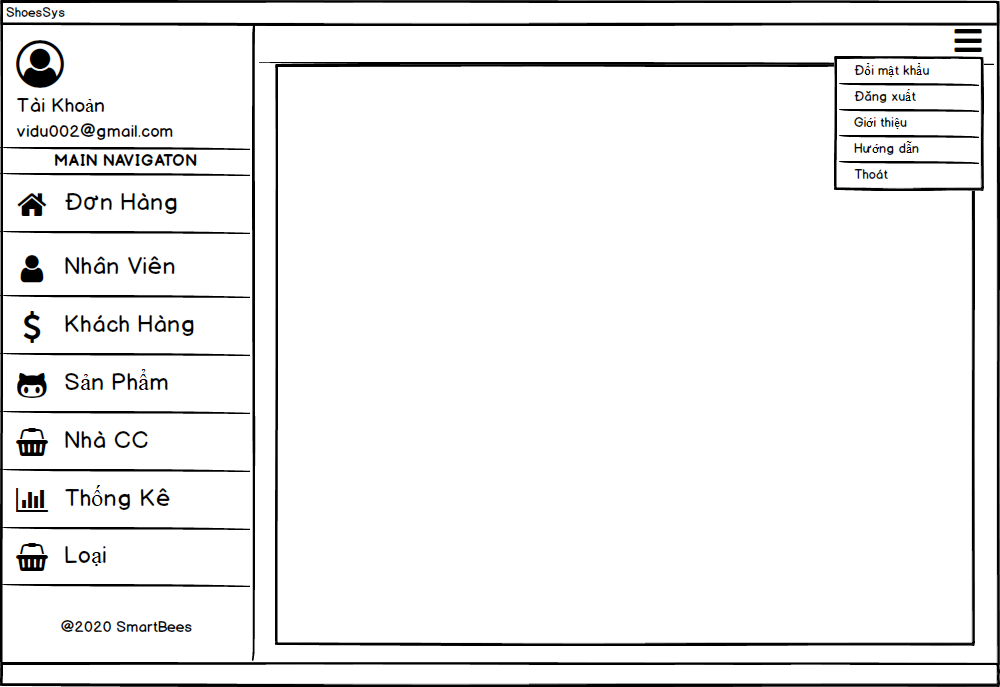 ShoesSys
Tài Khoản
vidu002@gmail.com
MAIN NAVIGATON
Đơn Hàng
Nhân Viên
Khách Hàng
Sản Phẩm
Nhà CC
Thống Kê
Loại
@2020 SmartBees
Đổi mật khẩu
Đăng xuất
Giới thiệu
Hướng dẫn
Thoát